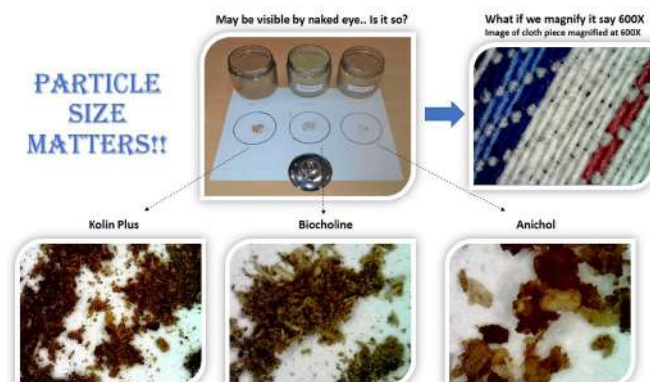 May be visible by naked eye.. Is it so?
What if we magnify it say 600X
Image of cloth piece magnified at 600X
PARTICLE
SIZE
MATTERS!!
Kolin Plus
Biocholine
Anichol